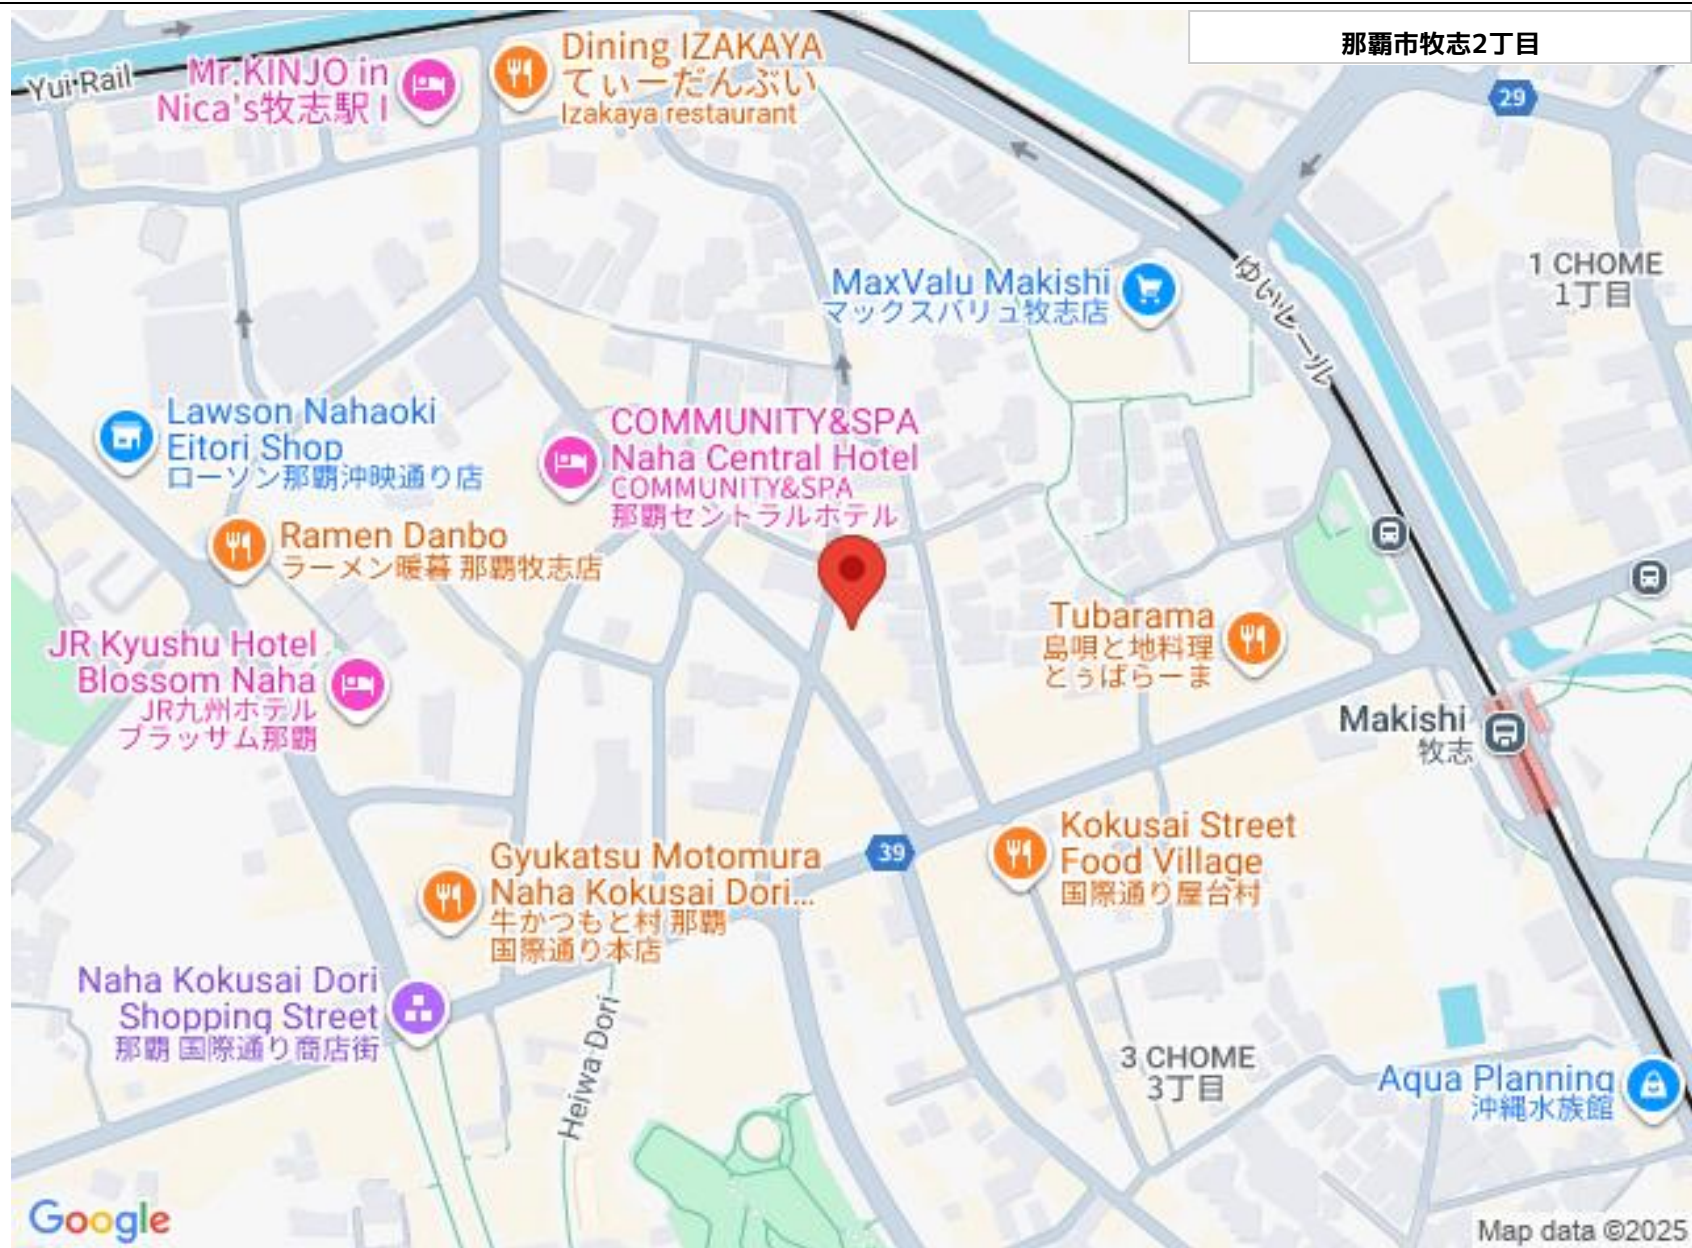 那覇市牧志2丁目
Yui Rail
Mr.KINJO in
Nica's牧志駅 I
Dining IZAKAYA
てぃーだんぶい
Izakaya restaurant
29
MaxValu Makishi
マックスバリュ牧志店
ゆいレール
1 CHOME
1丁目
Lawson Nahaoki
Eitori Shop
ローソン那覇沖映通り店
COMMUNITY&SPA
Naha Central Hotel
COMMUNITY&SPA
那覇セントラルホテル
Ramen Danbo
ラーメン暖暮 那覇牧志店
JR Kyushu Hotel
Blossom Naha
JR九州ホテル
ブラッサム那覇
Tubarama
島唄と地料理
とぅばらーま
Makishi
牧志
39
Kokusai Street
Food Village
国際通り屋台村
Gyukatsu Motomura
Naha Kokusai Dori...
牛かつもと村 那覇
国際通り本店
Naha Kokusai Dori
Shopping Street
那覇 国際通り商店街
Heiwa Dori
3 CHOME
3丁目
Aqua Planning
沖縄水族館
Google
Map data ©2025